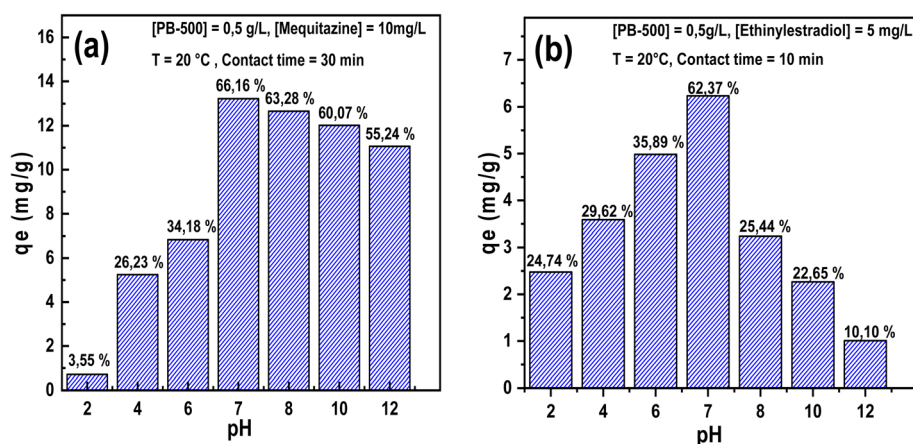 (a)
[PB-500] = 0,5 g/L, [Mequitazine] = 10mg/L
T = 20 °C , Contact time = 30 min
16
14
12
10
8
6
4
2
0
qe (mg/g)
3,55 %
26,23 %
34,18 %
66,16 %
63,28 %
60,07 %
55,24 %
2 4 6 7 8 10 12
pH
(b)
[PB-500] = 0,5g/L, [Ethinylestradiol] = 5 mg/L
T = 20°C, Contact time = 10 min
7
6
5
4
3
2
1
0
qe (mg/g)
24,74 %
29,62 %
35,89 %
62,37 %
25,44 %
22,65 %
10,10 %
2 4 6 7 8 10 12
pH